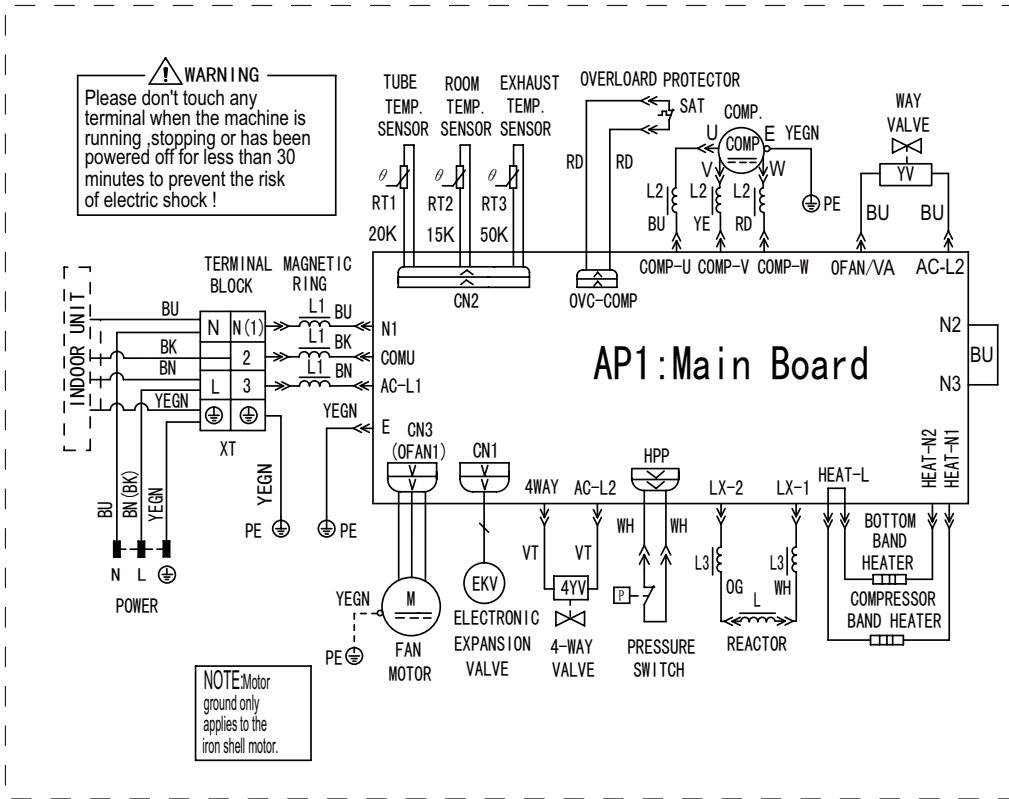 WARNING
Please don't touch any
terminal when the machine is
running ,stopping or has been
powered off for less than 30
minutes to prevent the risk
of electric shock !
TUBE
TEMP.
SENSOR
ROOM
TEMP.
SENSOR
EXHAUST
TEMP.
SENSOR
θ
θ
θ
RT1
RT2
RT3
20K
15K
50K
CN2
OVERLOARD PROTECTOR
SAT
RD
RD
OVC-COMP
COMP.
U
COMP
E
YEGN
V
W
PE
L2
L2
L2
BU
YE
RD
COMP-U
COMP-V
COMP-W
WAY
VALVE
YV
BU
BU
OFAN/VA
AC-L2
INDOOR UNIT
TERMINAL
BLOCK
MAGNETIC
RING
BU
BK
BN
YEGN
N
N(1)
2
L
3
XT
L1
BU
L1
BK
L1
BN
N1
COMU
AC-L1
YEGN
E
AP1:Main Board
N2
BU
N3
BU
BN(BK)
YEGN
N
L
POWER
YEGN
PE
PE
CN3
(OFAN1)
CN1
4WAY
AC-L2
HPP
LX-2
LX-1
HEAT-L
HEAT-N2
HEAT-N1
YEGN
PE
M
FAN
MOTOR
EKV
ELECTRONIC
EXPANSION
VALVE
VT
VT
4YV
4-WAY
VALVE
WH
WH
P
PRESSURE
SWITCH
L3
OG
L3
WH
L
REACTOR
BOTTOM
BAND
HEATER
COMPRESSOR
BAND HEATER
NOTE:Motor
ground only
applies to the
iron shell motor.